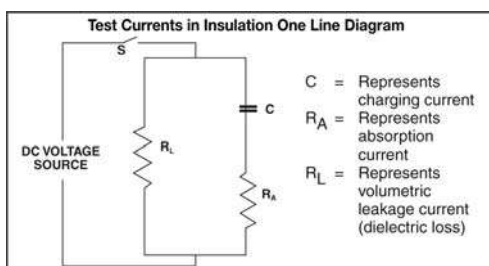 Test Currents in Insulation One Line Diagram
S
C
DC VOLTAGE
SOURCE
RL
RA
C = Represents
charging current
RA = Represents
absorption
current
RL = Represents
volumetric
leakage current
(dielectric loss)